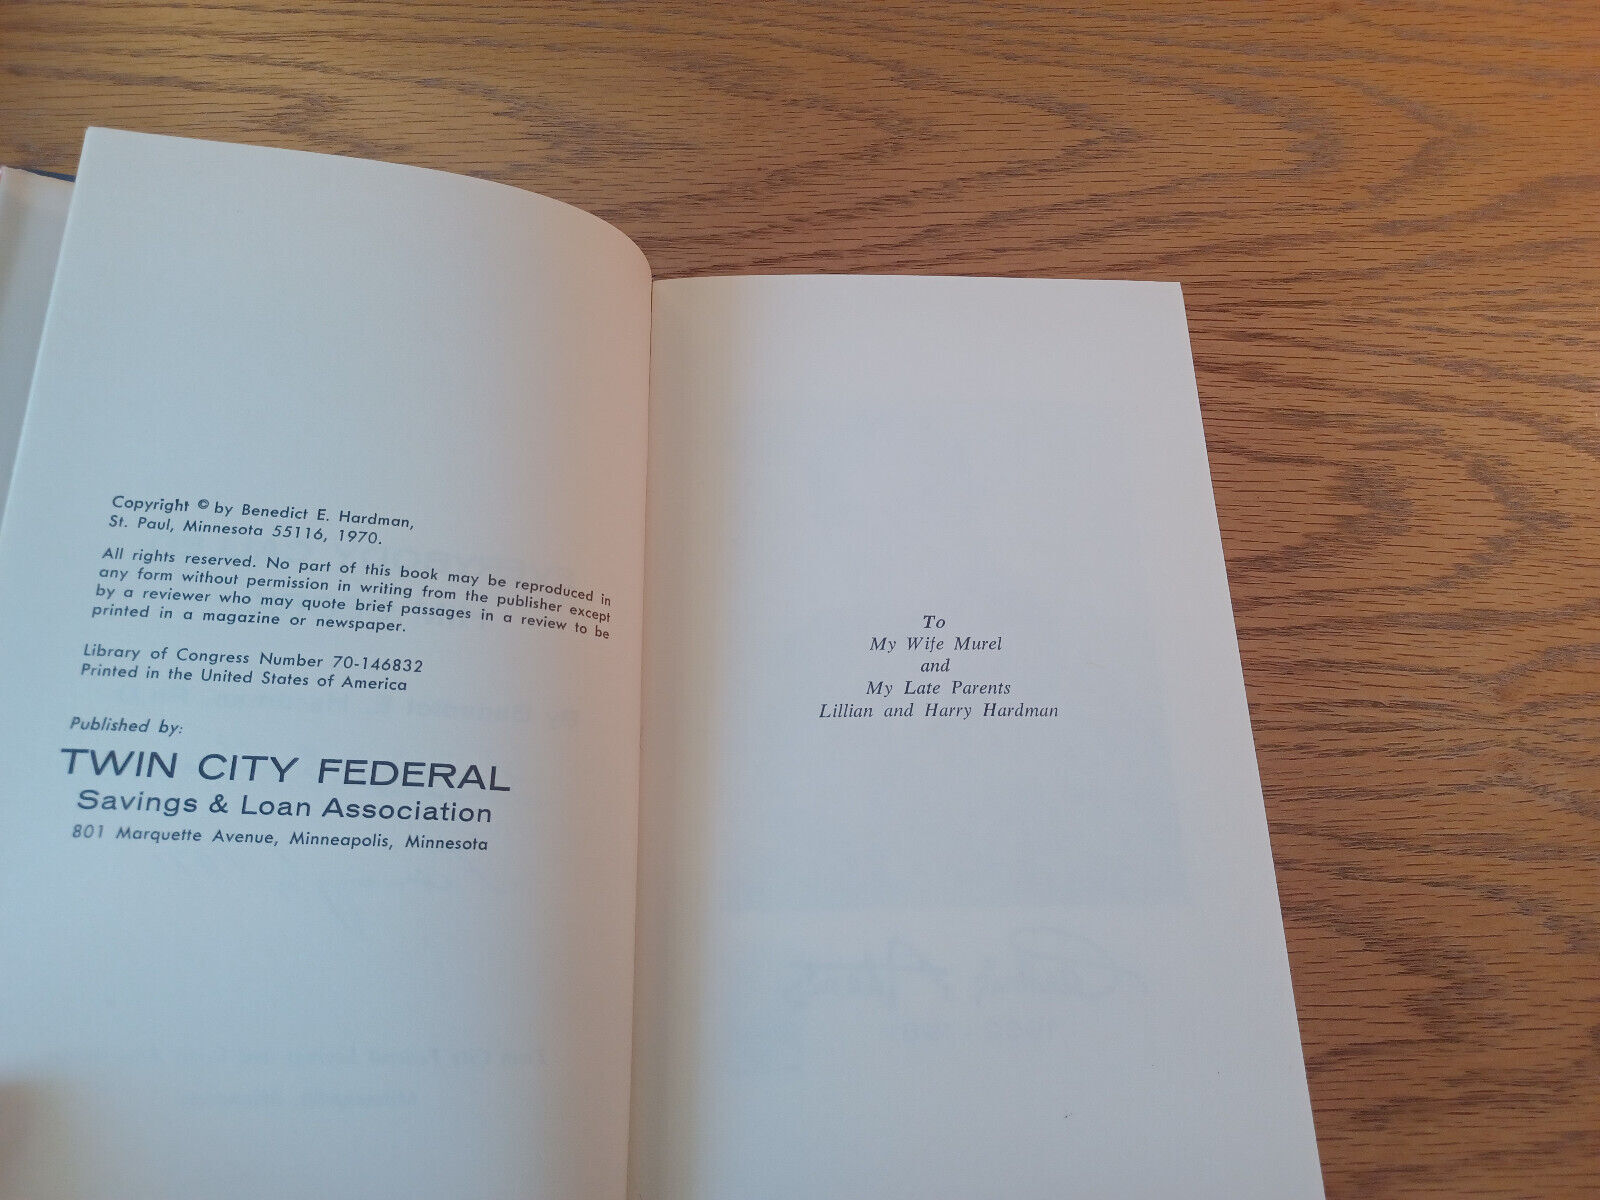 Copyright © by Benedict E. Hardman,
St. Paul, Minnesota 55116, 1970.
All rights reserved. No part of this book may be reproduced in
any form without permission in writing from the publisher except
by a reviewer who may quote brief passages in a review to be
printed in a magazine or newspaper.
Library of Congress Number 70-146832
Printed in the United States of America
Published by:
TWIN CITY FEDERAL
Savings & Loan Association
801 Marquette Avenue, Minneapolis, Minnesota
To
My Wife Murel
and
My Late Parents
Lillian and Harry Hardman